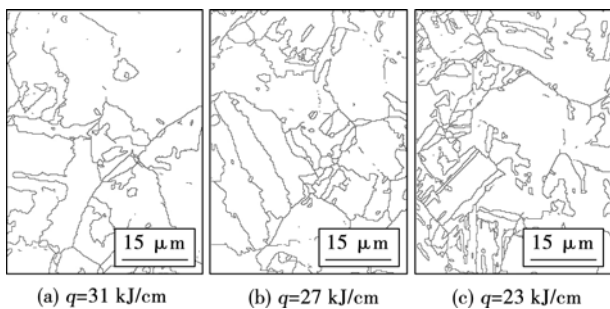 15 μm
15 μm
15 μm
(a) q=31 kJ/cm
(b) q=27 kJ/cm
(c) q=23 kJ/cm